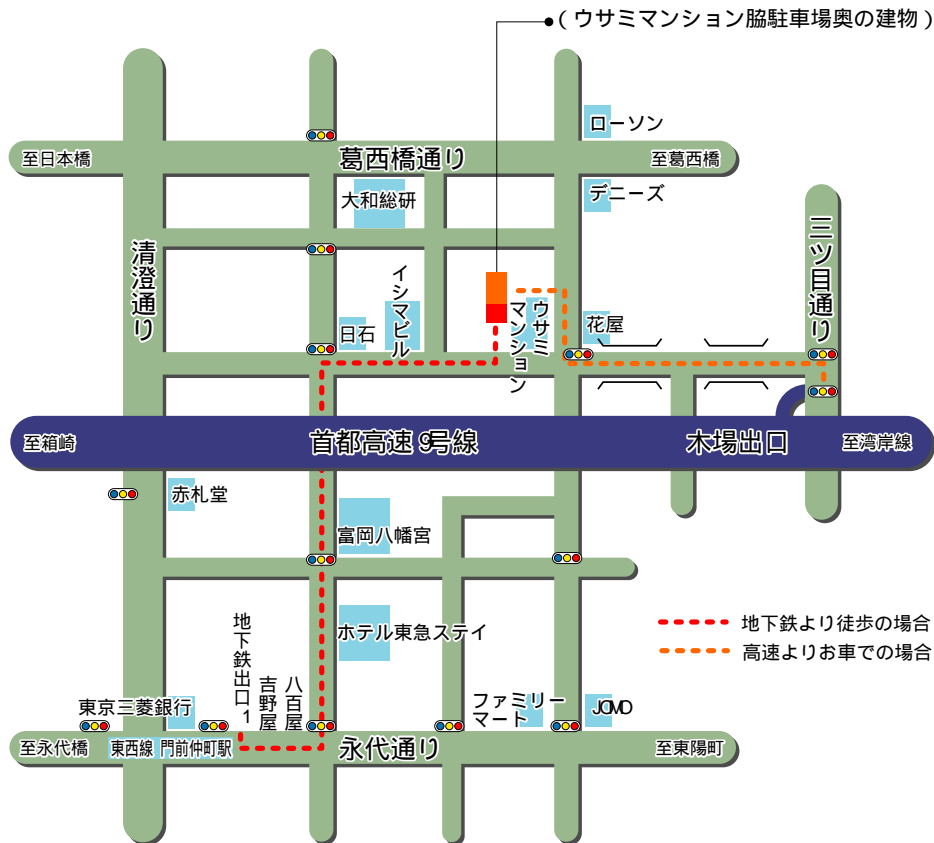 （ウサミマンション脇駐車場奥の建物）
ローソン
至日本橋
葛西橋通り
至葛西橋
大和総研
デニーズ
清澄通り
三ツ目通り
イシマビル
日石
ウサミ
マンション
花屋
至箱崎
首都高速9号線
木場出口
至湾岸線
赤札堂
富岡八幡宮
地下鉄出口1
吉野屋
八百屋
ホテル東急ステイ
地下鉄より徒歩の場合
高速よりお車での場合
東京三菱銀行
ファミリー
マート
JOMO
至永代橋
東西線 門前仲町駅
永代通り
至東陽町